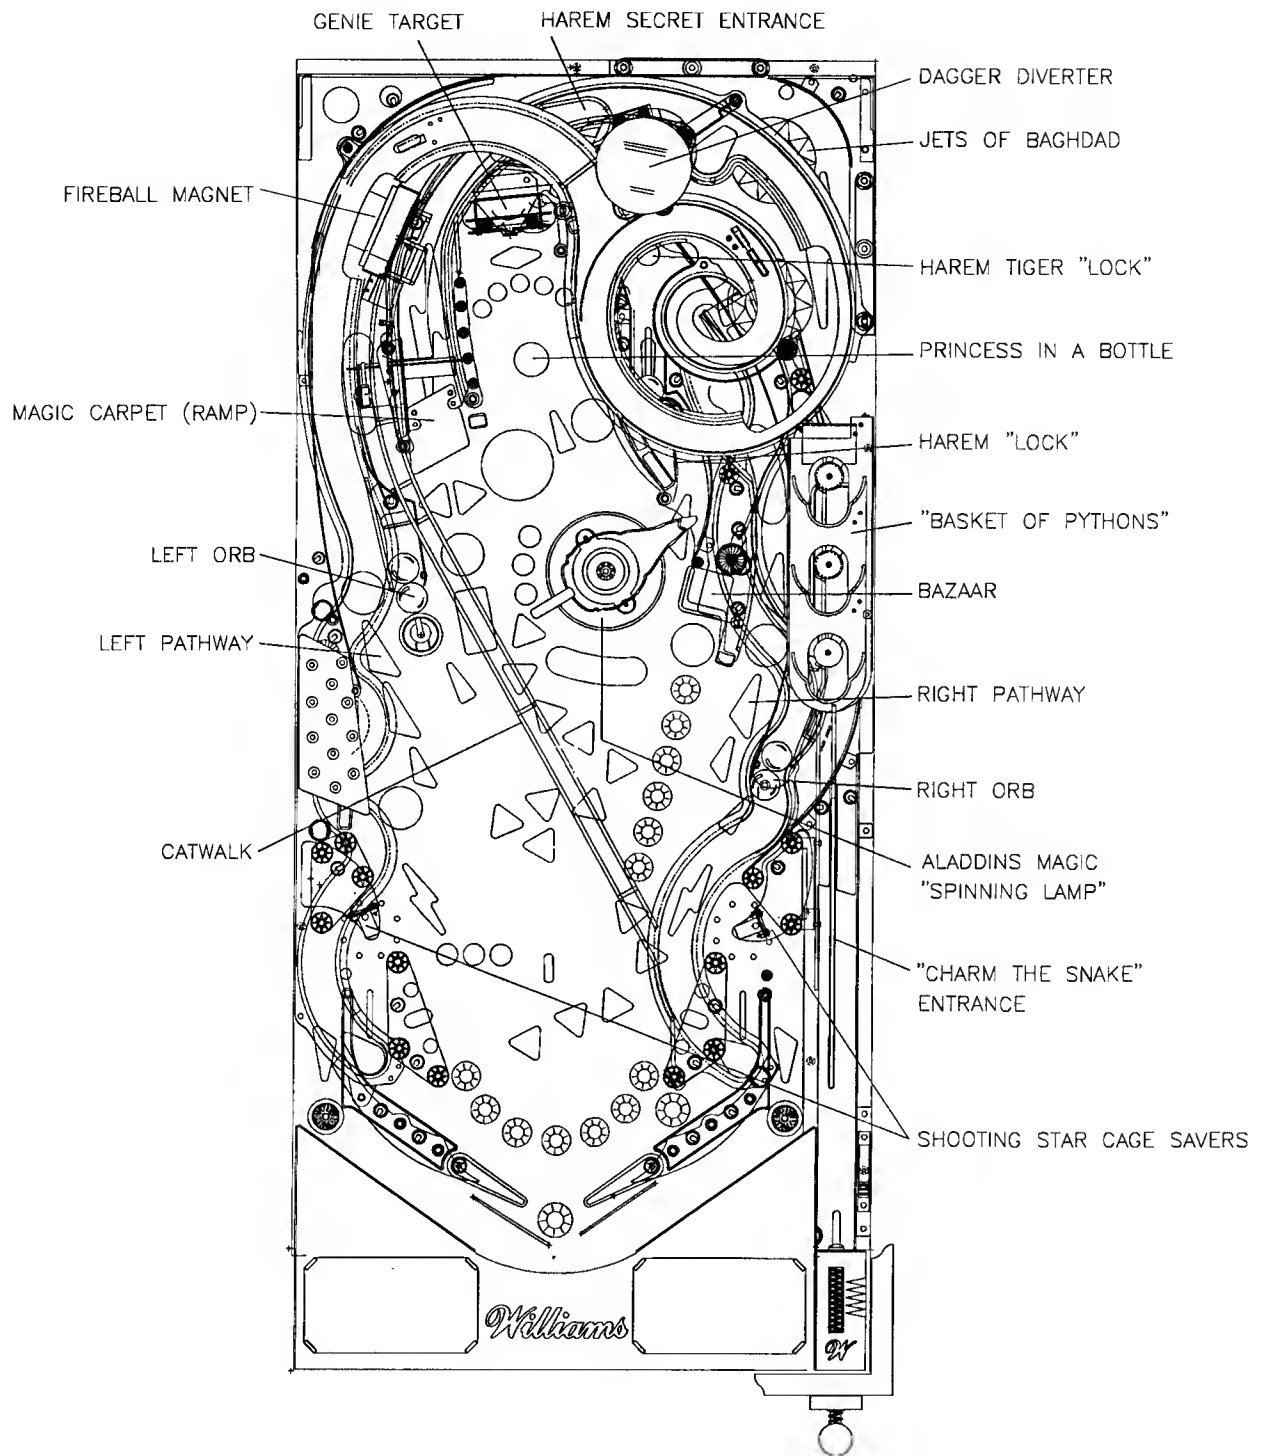 GENIE TARGET
HAREM SECRET ENTRANCE
DAGGER DIVERTER
JETS OF BAGHDAD
FIREBALL MAGNET
HAREM TIGER "LOCK"
PRINCESS IN A BOTTLE
MAGIC CARPET (RAMP)
HAREM "LOCK"
"BASKET OF PYTHONS"
LEFT ORB
BAZAAR
LEFT PATHWAY
RIGHT PATHWAY
RIGHT ORB
CATWALK
ALADDINS MAGIC
"SPINNING LAMP"
"CHARM THE SNAKE"
ENTRANCE
SHOOTING STAR CAGE SAVERS
Williams
W